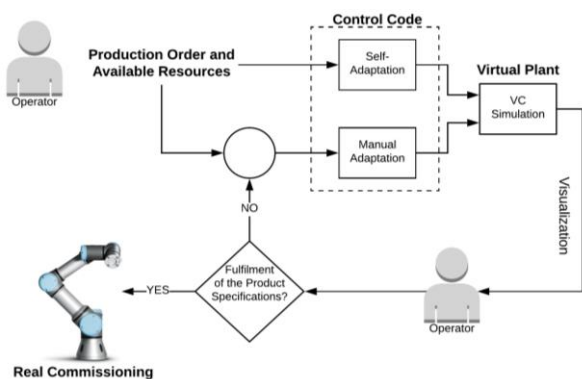 Control Code
Production Order and
Available Resources
Self-
Adaptation
Virtual Plant
Operator
VC
Simulation
Manual
Adaptation
Visualization
NO
Fulfilment
of the Product
Specifications?
YES
Operator
Real Commissioning